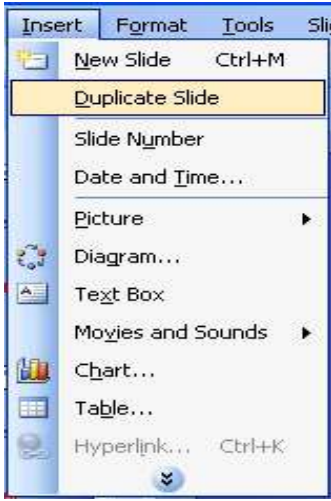 Insert Format Tools Sli
New Slide Ctrl+M
Duplicate Slide
Slide Number
Date and Time...
Picture
Diagram...
Text Box
Movies and Sounds
Chart...
Table...
Hyperlink... Ctrl+K